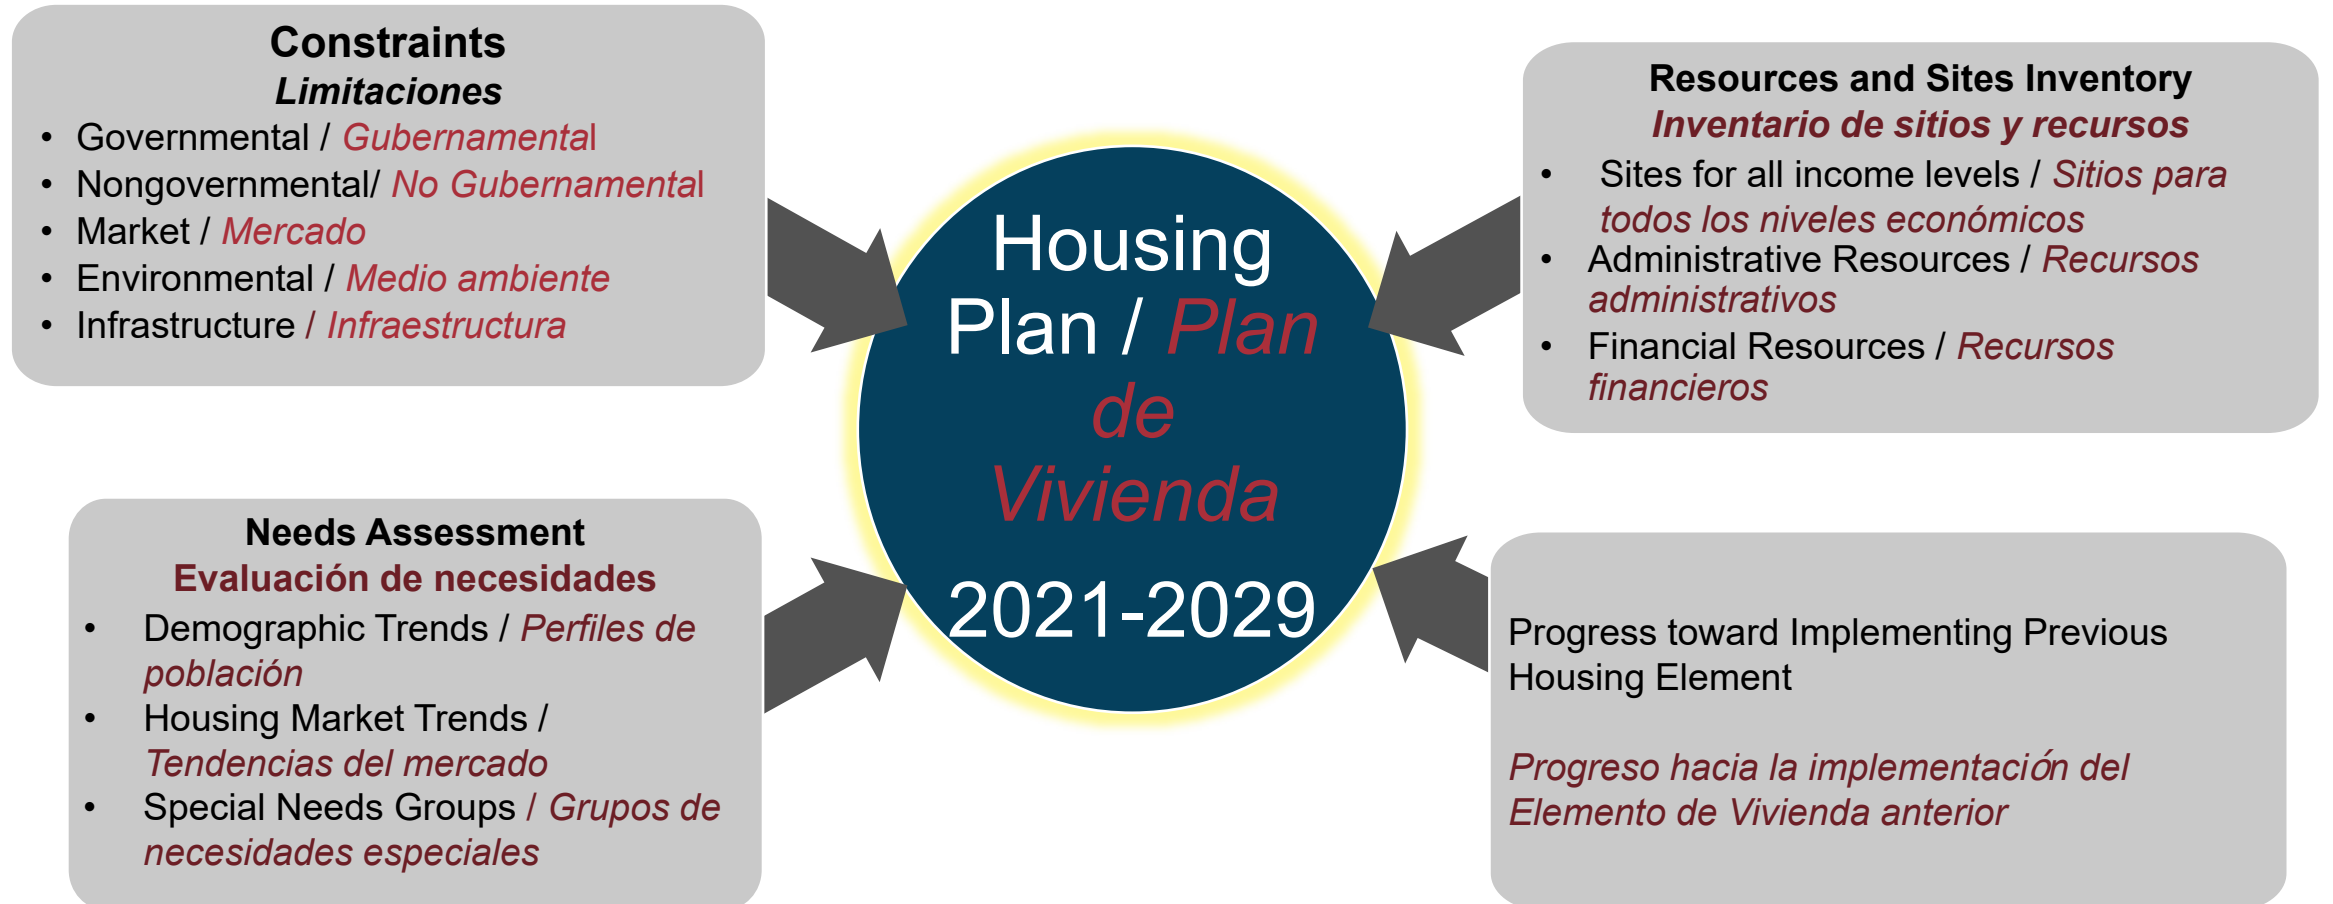 Constraints
Limitaciones
• Governmental / Gubernamental
• Nongovernmental/ No Gubernamental
• Market / Mercado
• Environmental / Medio ambiente
• Infrastructure / Infraestructura
Needs Assessment
Evaluación de necesidades
• Demographic Trends / Perfiles de
población
• Housing Market Trends /
Tendencias del mercado
• Special Needs Groups / Grupos de
necesidades especiales
Housing
Plan / Plan
de
Vivienda
2021-2029
Resources and Sites Inventory
Inventario de sitios y recursos
• Sites for all income levels / Sitios para
todos los niveles económicos
• Administrative Resources / Recursos
administrativos
• Financial Resources / Recursos
financieros
Progress toward Implementing Previous
Housing Element
Progreso hacia la implementación del
Elemento de Vivienda anterior